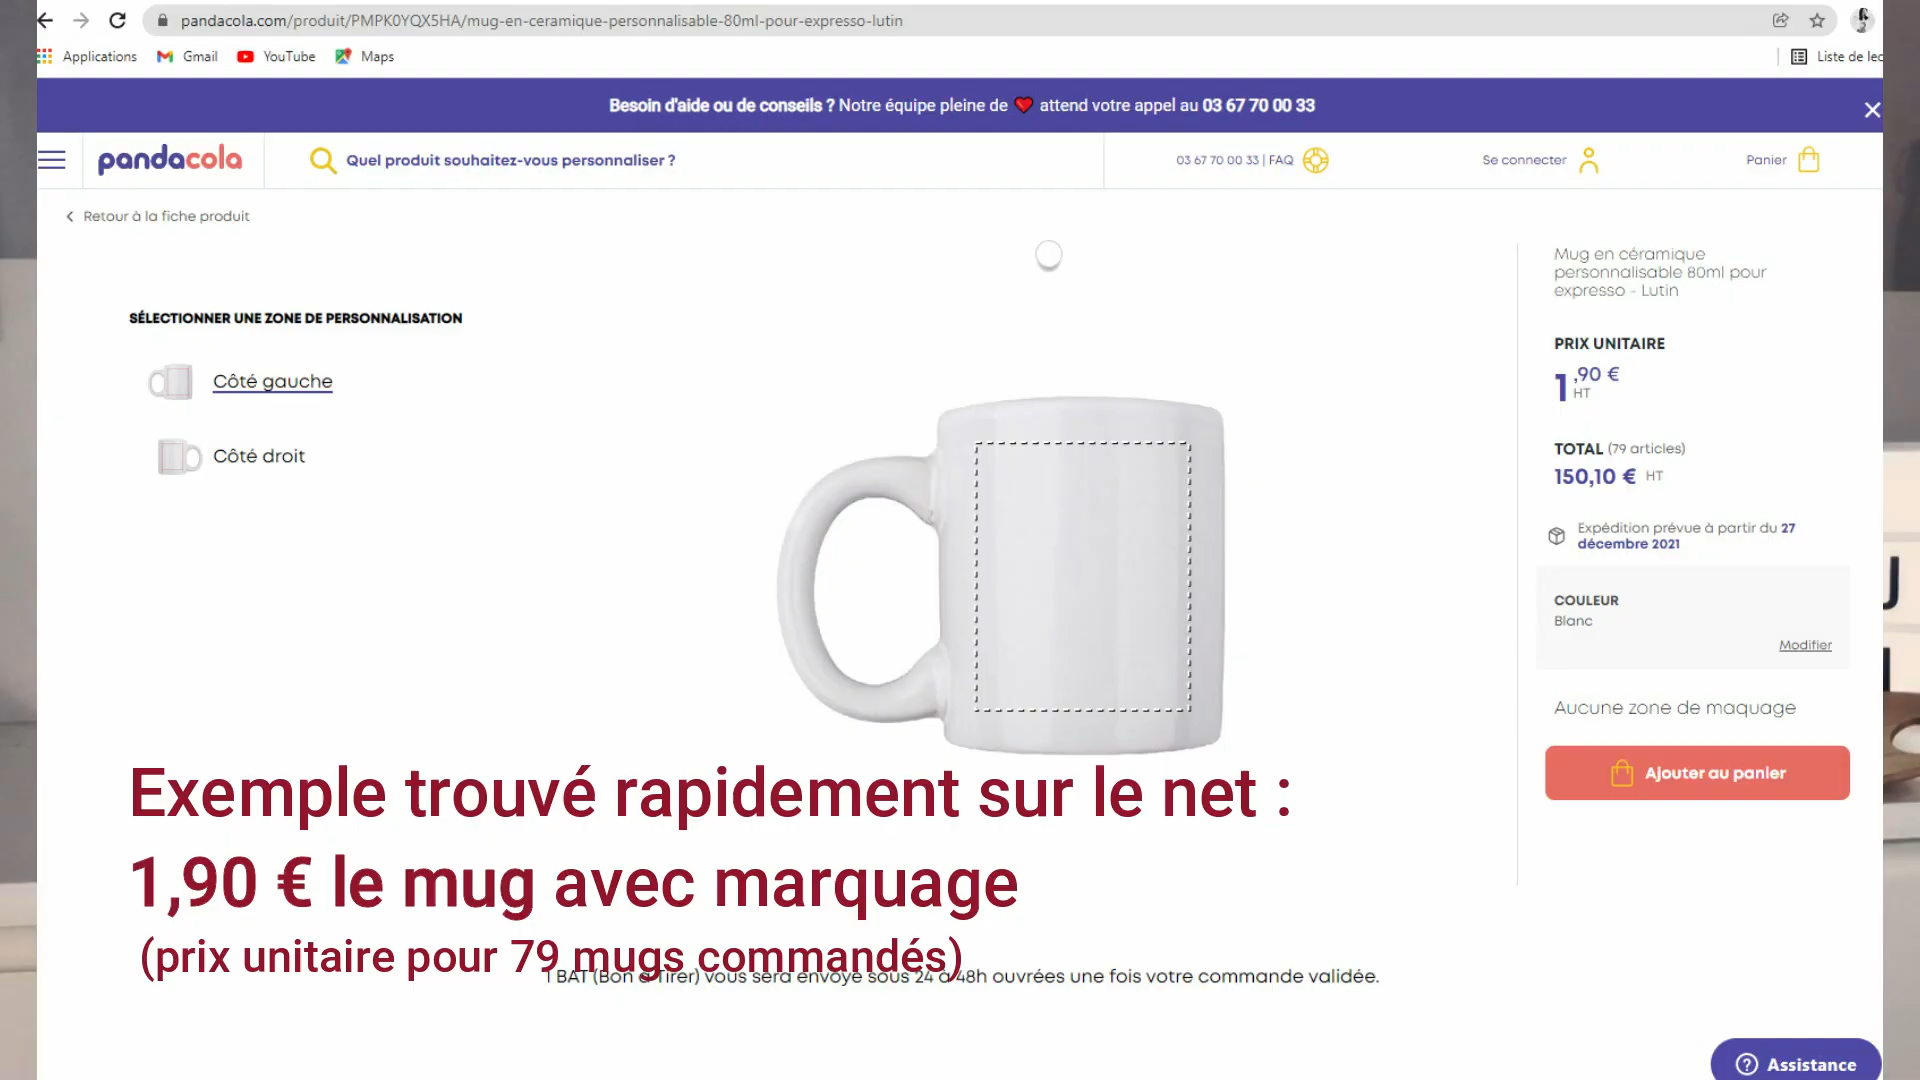 pandacola.com/produit/PMPK0YQX5HA/mug-en-ceramique-personnalisable-80ml-pour-expresso-lutin
Applications
Gmail
YouTube
Maps
Liste de lec
Besoin d'aide ou de conseils ? Notre équipe pleine de ❤ attend votre appel au 03 67 70 00 33
pandacola
Quel produit souhaitez-vous personnaliser ?
03 67 70 00 33 | FAQ
Se connecter
Panier
Retour à la fiche produit
SÉLECTIONNER UNE ZONE DE PERSONNALISATION
Côté gauche
Côté droit
Mug en céramique
personnalisable 80ml pour
expresso - Lutin
PRIX UNITAIRE
1,90 €
HT
TOTAL (79 articles)
150,10 € HT
Expédition prévue à partir du 27
décembre 2021
COULEUR
Blanc
Modifier
Aucune zone de maquage
Ajouter au panier
Exemple trouvé rapidement sur le net :
1,90 € le mug avec marquage
(prix unitaire pour 79 mugs commandés)
1 BAT (Bon à Tirer) vous sera envoyé sous 24 à 48h ouvrées une fois votre commande validée.
Assistance